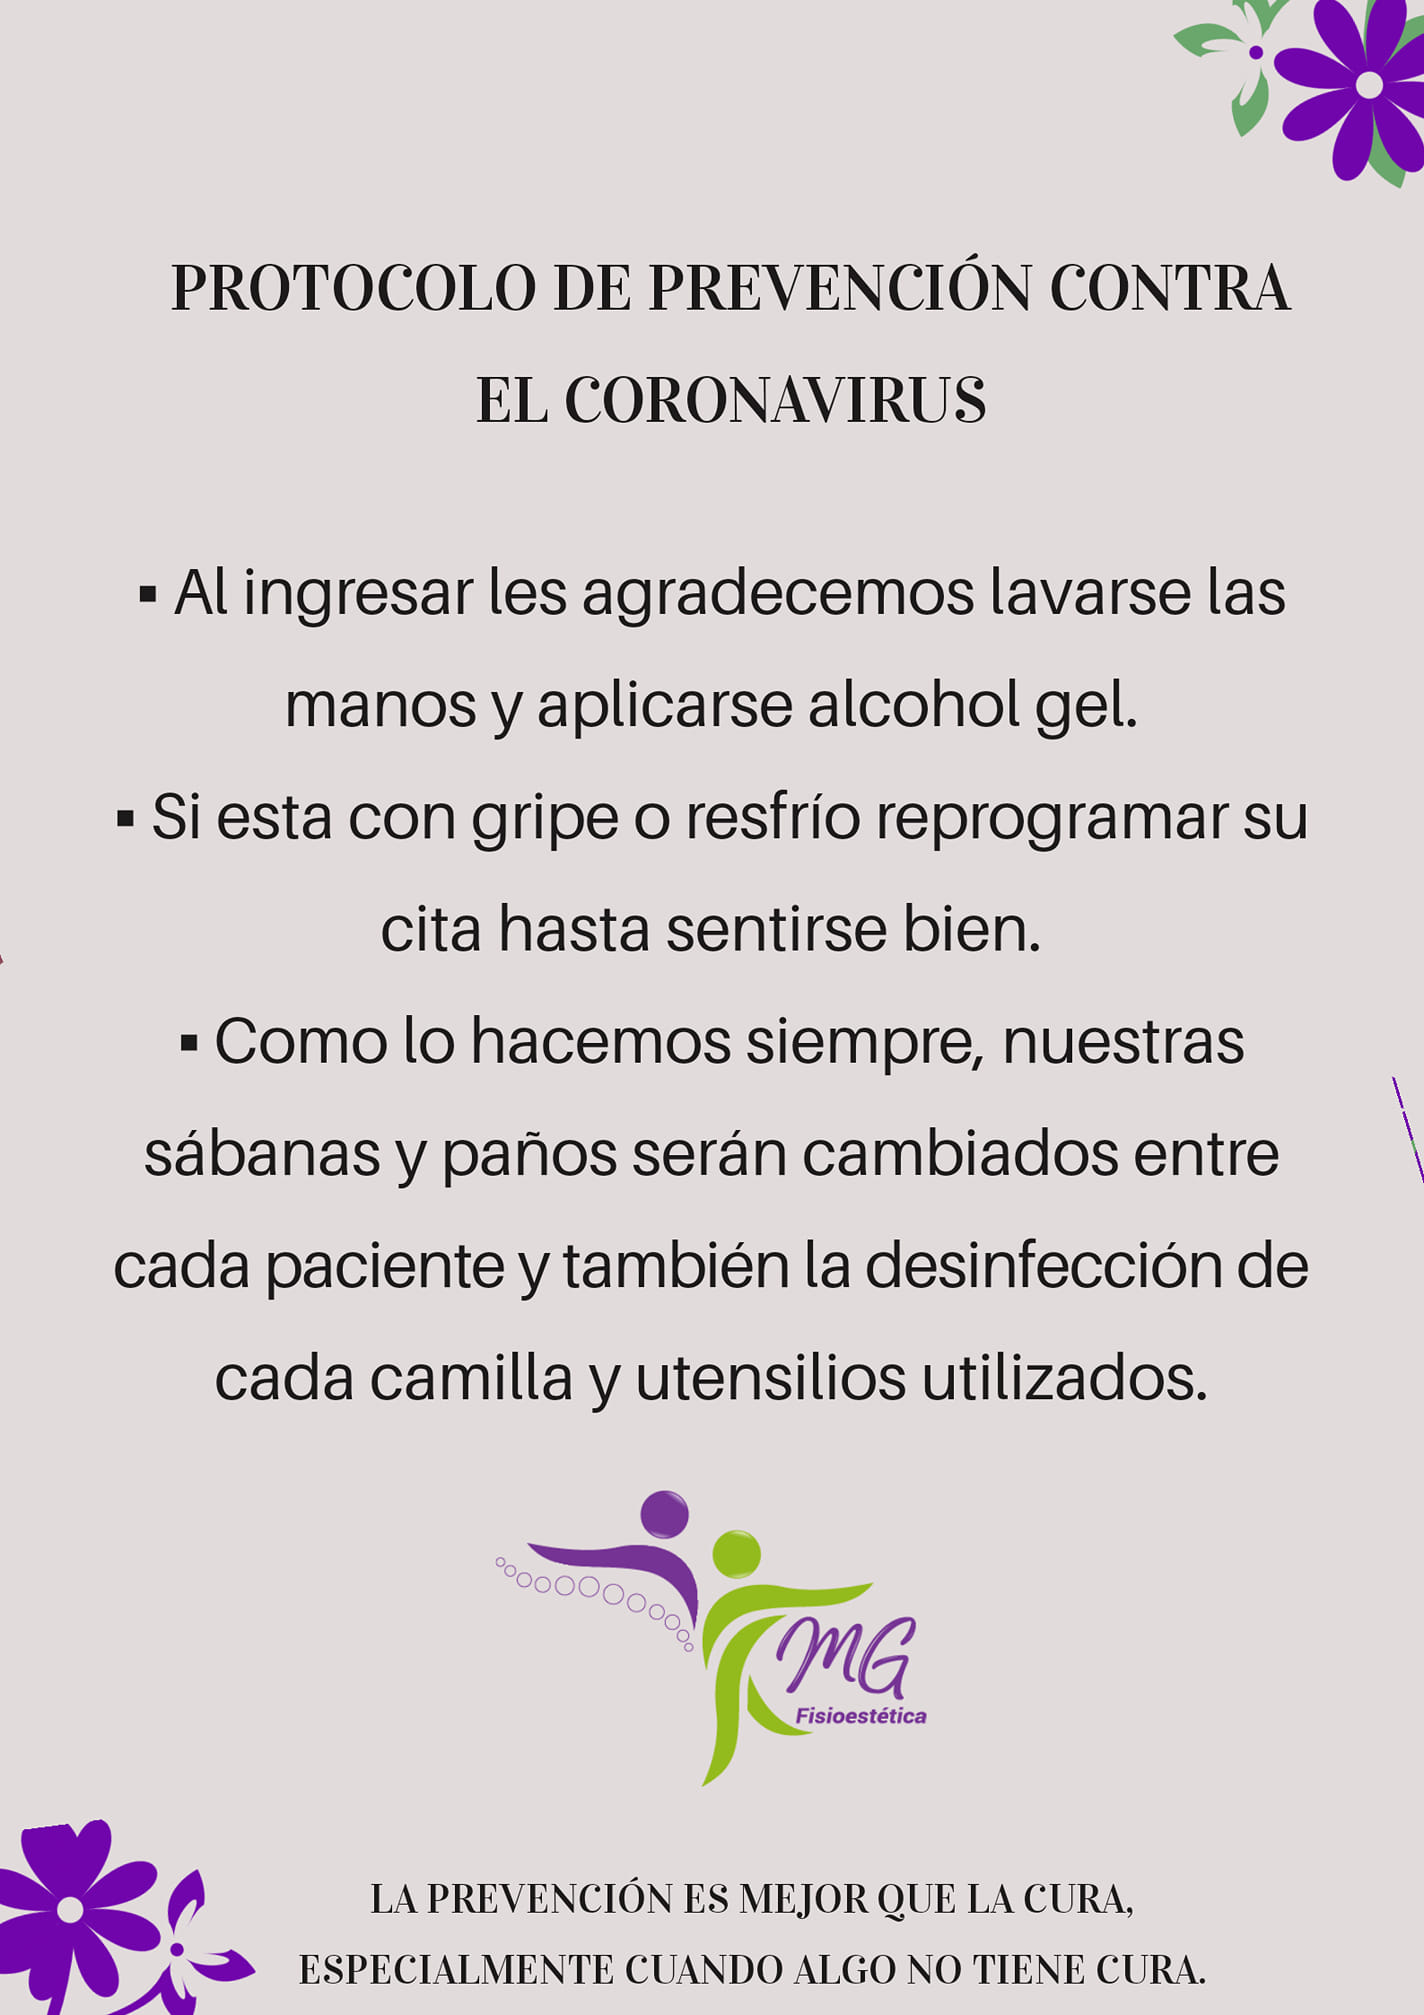 PROTOCOLO DE PREVENCIÓN CONTRA
EL CORONAVIRUS
▪ Al ingresar les agradecemos lavarse las
manos y aplicarse alcohol gel.
▪ Si esta con gripe o resfrío reprogramar su
cita hasta sentirse bien.
▪ Como lo hacemos siempre, nuestras
sábanas y paños serán cambiados entre
cada paciente y también la desinfección de
cada camilla y utensilios utilizados.
MG
Fisioestética
LA PREVENCIÓN ES MEJOR QUE LA CURA,
ESPECIALMENTE CUANDO ALGO NO TIENE CURA.